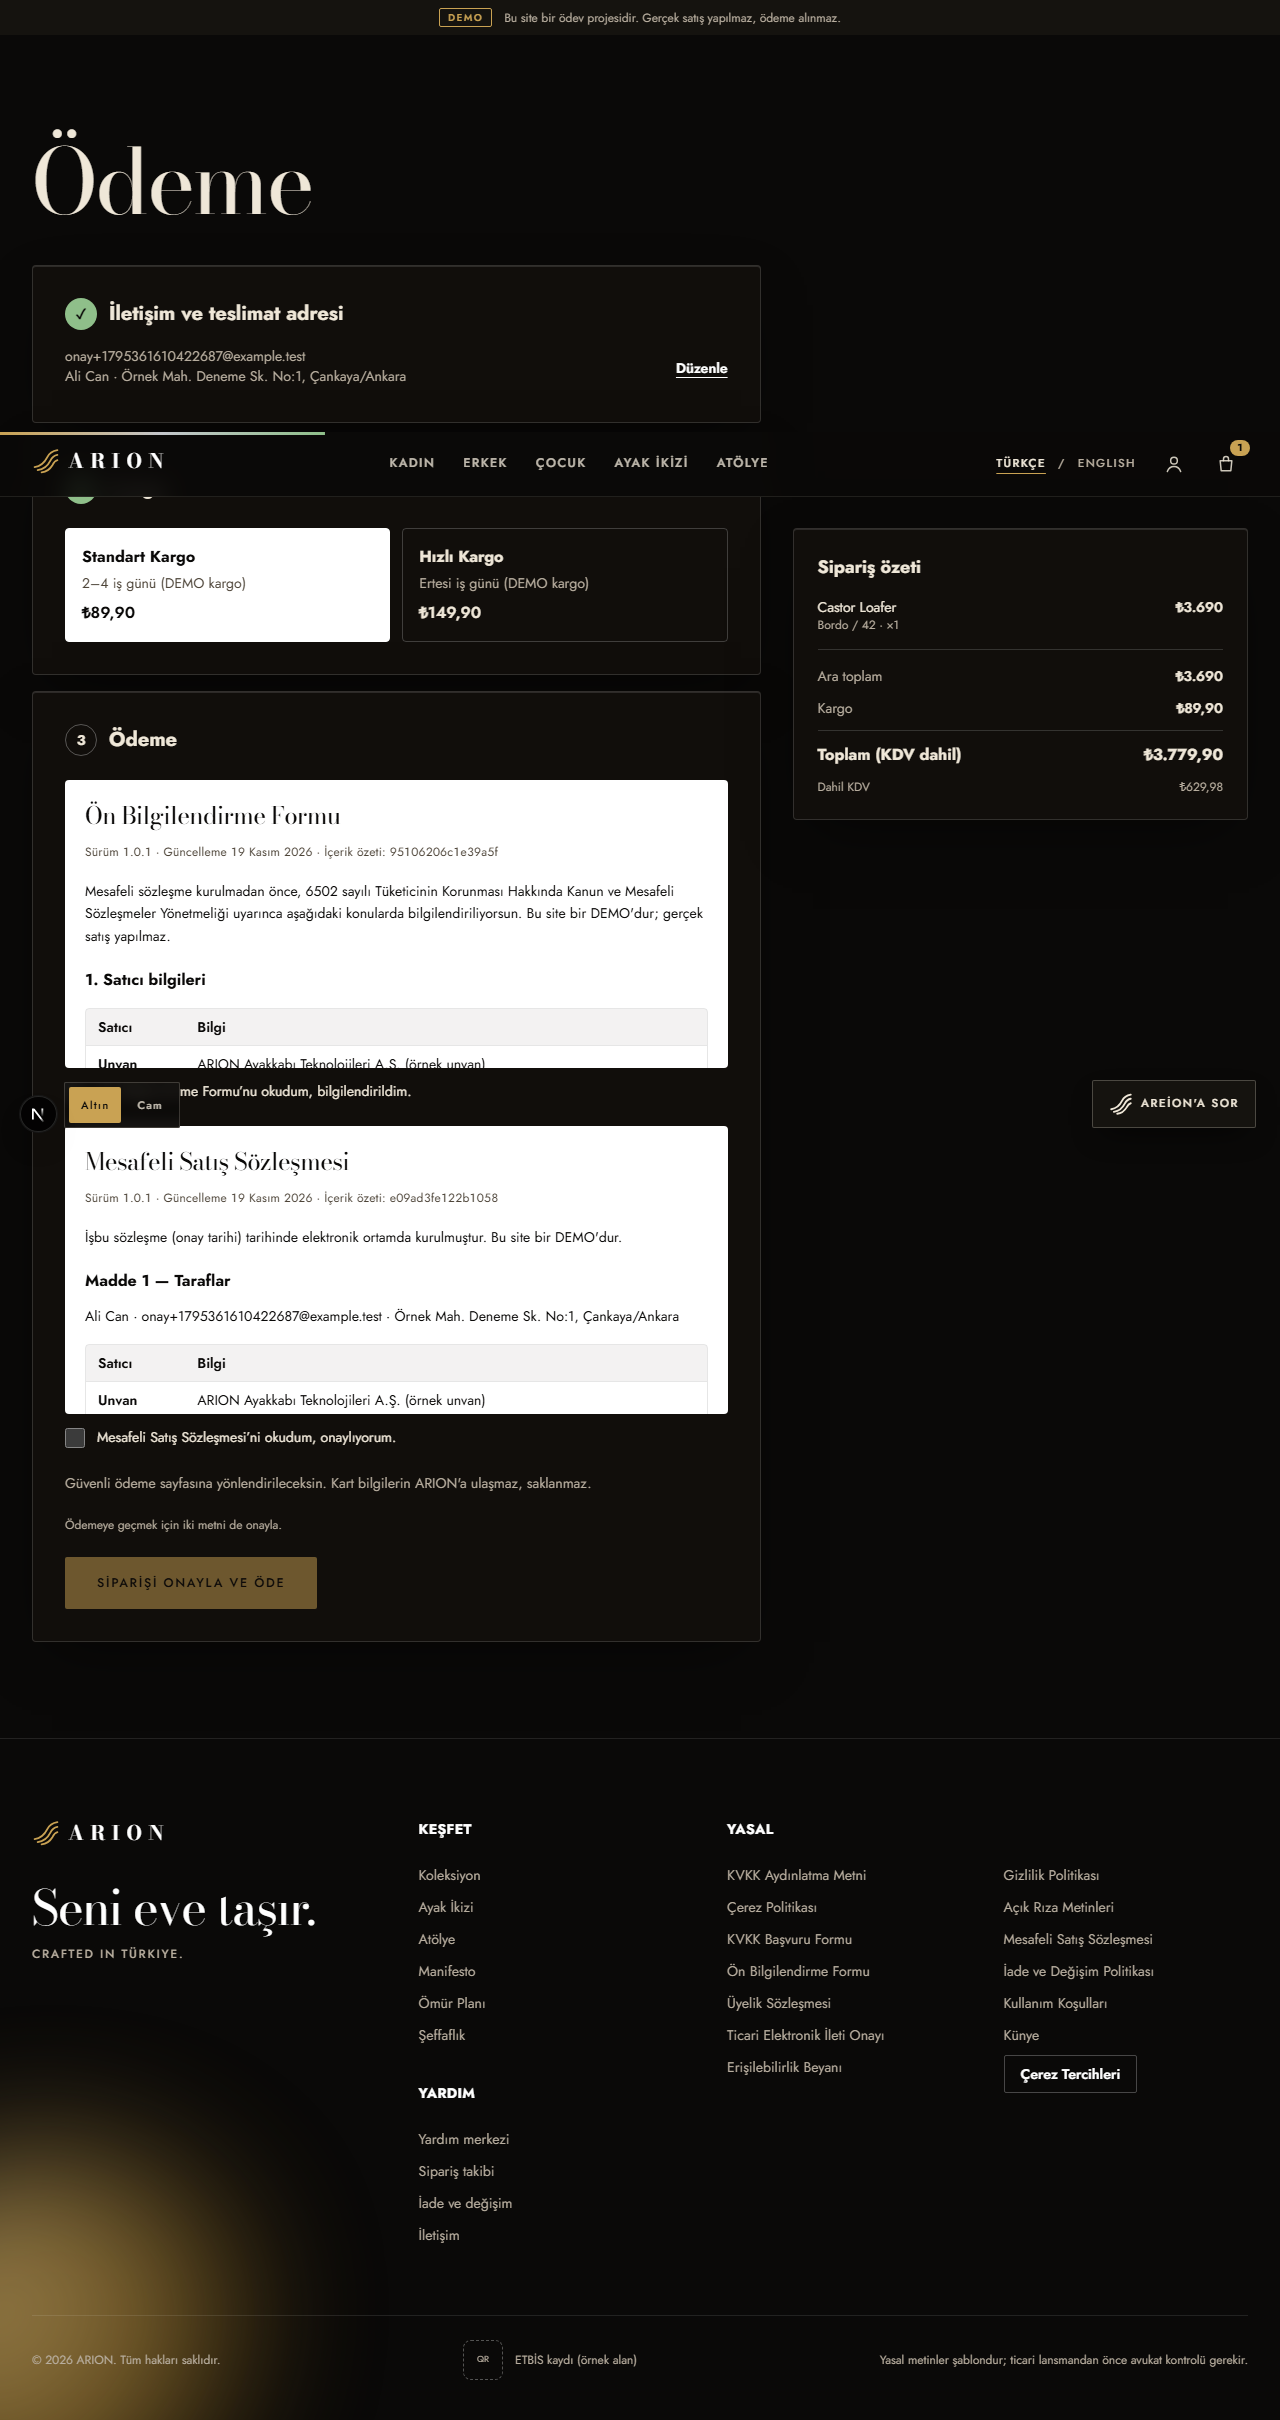 DEMO Bu site bir ödev projesidir. Gerçek satış yapılmaz, ödeme alınmaz.
Ödeme
✓ İletişim ve teslimat adresi
onay+1795361610422687@example.test
Ali Can · Örnek Mah. Deneme Sk. No:1, Çankaya/Ankara
Düzenle
ARION
KADIN ERKEK ÇOCUK AYAK İKİZİ ATÖLYE
TÜRKÇE / ENGLISH
1
Standart Kargo
2–4 iş günü (DEMO kargo)
₺89,90
Hızlı Kargo
Ertesi iş günü (DEMO kargo)
₺149,90
Sipariş özeti
Castor Loafer ₺3.690
Bordo / 42 · ×1
Ara toplam ₺3.690
Kargo ₺89,90
Toplam (KDV dahil) ₺3.779,90
Dahil KDV ₺629,98
3 Ödeme
Ön Bilgilendirme Formu
Sürüm 1.0.1 · Güncelleme 19 Kasım 2026 · İçerik özeti: 95106206c1e39a5f
Mesafeli sözleşme kurulmadan önce, 6502 sayılı Tüketicinin Korunması Hakkında Kanun ve Mesafeli
Sözleşmeler Yönetmeliği uyarınca aşağıdaki konularda bilgilendiriliyorsun. Bu site bir DEMO'dur; gerçek
satış yapılmaz.
1. Satıcı bilgileri
Satıcı Bilgi
Unvan ARION Ayakkabı Teknolojileri A.Ş. (örnek unvan)
me Formu’nu okudum, bilgilendirildim.
N
Altın Cam
AREİON'A SOR
Mesafeli Satış Sözleşmesi
Sürüm 1.0.1 · Güncelleme 19 Kasım 2026 · İçerik özeti: e09ad3fe122b1058
İşbu sözleşme (onay tarihi) tarihinde elektronik ortamda kurulmuştur. Bu site bir DEMO'dur.
Madde 1 — Taraflar
Ali Can · onay+1795361610422687@example.test · Örnek Mah. Deneme Sk. No:1, Çankaya/Ankara
Satıcı Bilgi
Unvan ARION Ayakkabı Teknolojileri A.Ş. (örnek unvan)
Mesafeli Satış Sözleşmesi’ni okudum, onaylıyorum.
Güvenli ödeme sayfasına yönlendirileceksin. Kart bilgilerin ARION'a ulaşmaz, saklanmaz.
Ödemeye geçmek için iki metni de onayla.
SİPARİŞİ ONAYLA VE ÖDE
ARION
Seni eve taşır.
CRAFTED IN TÜRKIYE.
KEŞFET
Koleksiyon
Ayak İkizi
Atölye
Manifesto
Ömür Planı
Şeffaflık
YARDIM
Yardım merkezi
Sipariş takibi
İade ve değişim
İletişim
YASAL
KVKK Aydınlatma Metni
Çerez Politikası
KVKK Başvuru Formu
Ön Bilgilendirme Formu
Üyelik Sözleşmesi
Ticari Elektronik İleti Onayı
Erişilebilirlik Beyanı
Gizlilik Politikası
Açık Rıza Metinleri
Mesafeli Satış Sözleşmesi
İade ve Değişim Politikası
Kullanım Koşulları
Künye
Çerez Tercihleri
© 2026 ARION. Tüm hakları saklıdır.
QR
ETBİS kaydı (örnek alan)
Yasal metinler şablondur; ticari lansmandan önce avukat kontrolü gerekir.